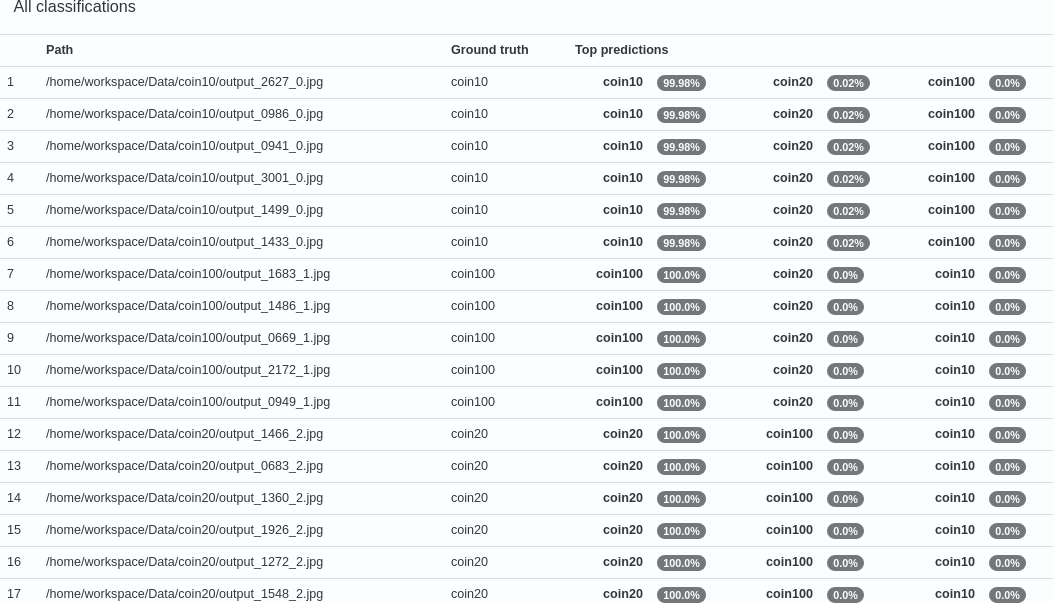 All classifications
Path Ground truth Top predictions
1 /home/workspace/Data/coin10/output_2627_0.jpg coin10 coin10 99.98% coin20 0.02% coin100 0.0%
2 /home/workspace/Data/coin10/output_0986_0.jpg coin10 coin10 99.98% coin20 0.02% coin100 0.0%
3 /home/workspace/Data/coin10/output_0941_0.jpg coin10 coin10 99.98% coin20 0.02% coin100 0.0%
4 /home/workspace/Data/coin10/output_3001_0.jpg coin10 coin10 99.98% coin20 0.02% coin100 0.0%
5 /home/workspace/Data/coin10/output_1499_0.jpg coin10 coin10 99.98% coin20 0.02% coin100 0.0%
6 /home/workspace/Data/coin10/output_1433_0.jpg coin10 coin10 99.98% coin20 0.02% coin100 0.0%
7 /home/workspace/Data/coin100/output_1683_1.jpg coin100 coin100 100.0% coin20 0.0% coin10 0.0%
8 /home/workspace/Data/coin100/output_1486_1.jpg coin100 coin100 100.0% coin20 0.0% coin10 0.0%
9 /home/workspace/Data/coin100/output_0669_1.jpg coin100 coin100 100.0% coin20 0.0% coin10 0.0%
10 /home/workspace/Data/coin100/output_2172_1.jpg coin100 coin100 100.0% coin20 0.0% coin10 0.0%
11 /home/workspace/Data/coin100/output_0949_1.jpg coin100 coin100 100.0% coin20 0.0% coin10 0.0%
12 /home/workspace/Data/coin20/output_1466_2.jpg coin20 coin20 100.0% coin100 0.0% coin10 0.0%
13 /home/workspace/Data/coin20/output_0683_2.jpg coin20 coin20 100.0% coin100 0.0% coin10 0.0%
14 /home/workspace/Data/coin20/output_1360_2.jpg coin20 coin20 100.0% coin100 0.0% coin10 0.0%
15 /home/workspace/Data/coin20/output_1926_2.jpg coin20 coin20 100.0% coin100 0.0% coin10 0.0%
16 /home/workspace/Data/coin20/output_1272_2.jpg coin20 coin20 100.0% coin100 0.0% coin10 0.0%
17 /home/workspace/Data/coin20/output_1548_2.jpg coin20 coin20 100.0% coin100 0.0% coin10 0.0%